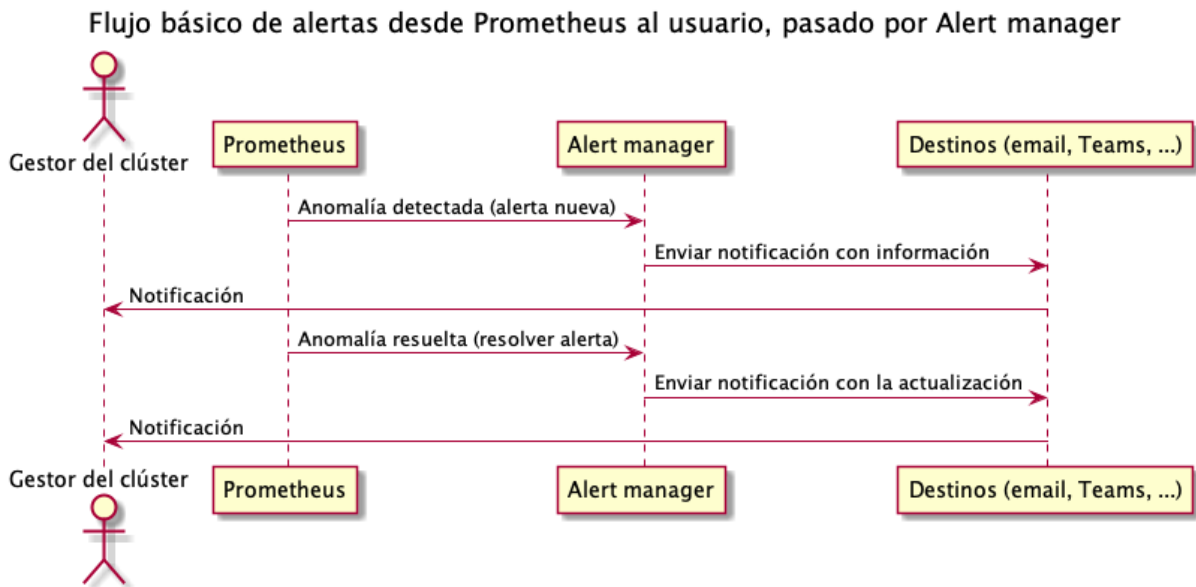 Flujo básico de alertas desde Prometheus al usuario, pasado por Alert manager
Gestor del clúster
Prometheus
Alert manager
Destinos (email, Teams, ...)
Anomalía detectada (alerta nueva)
Enviar notificación con información
Notificación
Anomalía resuelta (resolver alerta)
Enviar notificación con la actualización
Notificación
Gestor del clúster
Prometheus
Alert manager
Destinos (email, Teams, ...)